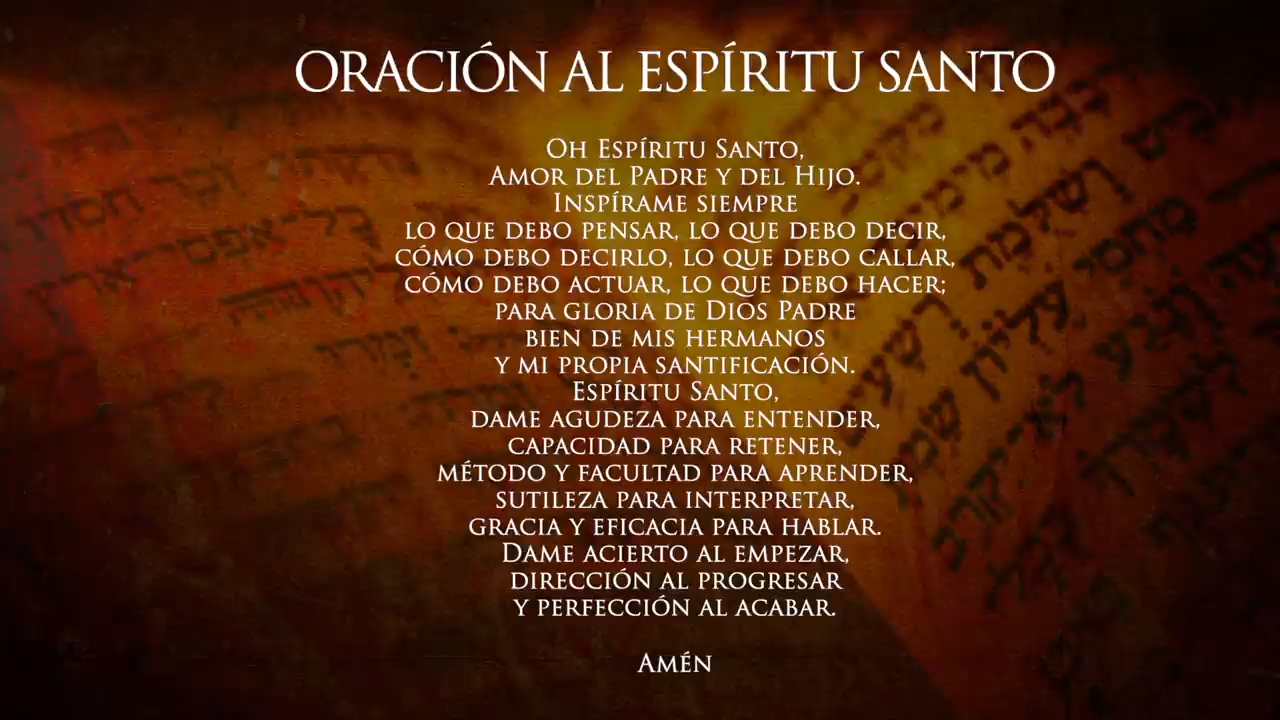 ORACIÓN AL ESPÍRITU SANTO
OH ESPÍRITU SANTO,
AMOR DEL PADRE Y DEL HIJO.
INSPÍRAME SIEMPRE
LO QUE DEBO PENSAR, LO QUE DEBO DECIR,
CÓMO DEBO DECIRLO, LO QUE DEBO CALLAR,
CÓMO DEBO ACTUAR, LO QUE DEBO HACER;
PARA GLORIA DE DIOS PADRE
BIEN DE MIS HERMANOS
Y MI PROPIA SANTIFICACIÓN.
ESPÍRITU SANTO,
DAME AGUDEZA PARA ENTENDER,
CAPACIDAD PARA RETENER,
MÉTODO Y FACULTAD PARA APRENDER,
SUTILEZA PARA INTERPRETAR,
GRACIA Y EFICACIA PARA HABLAR.
DAME ACIERTO AL EMPEZAR,
DIRECCIÓN AL PROGRESAR
Y PERFECCIÓN AL ACABAR.
AMÉN
כל־אפסי־ארץ